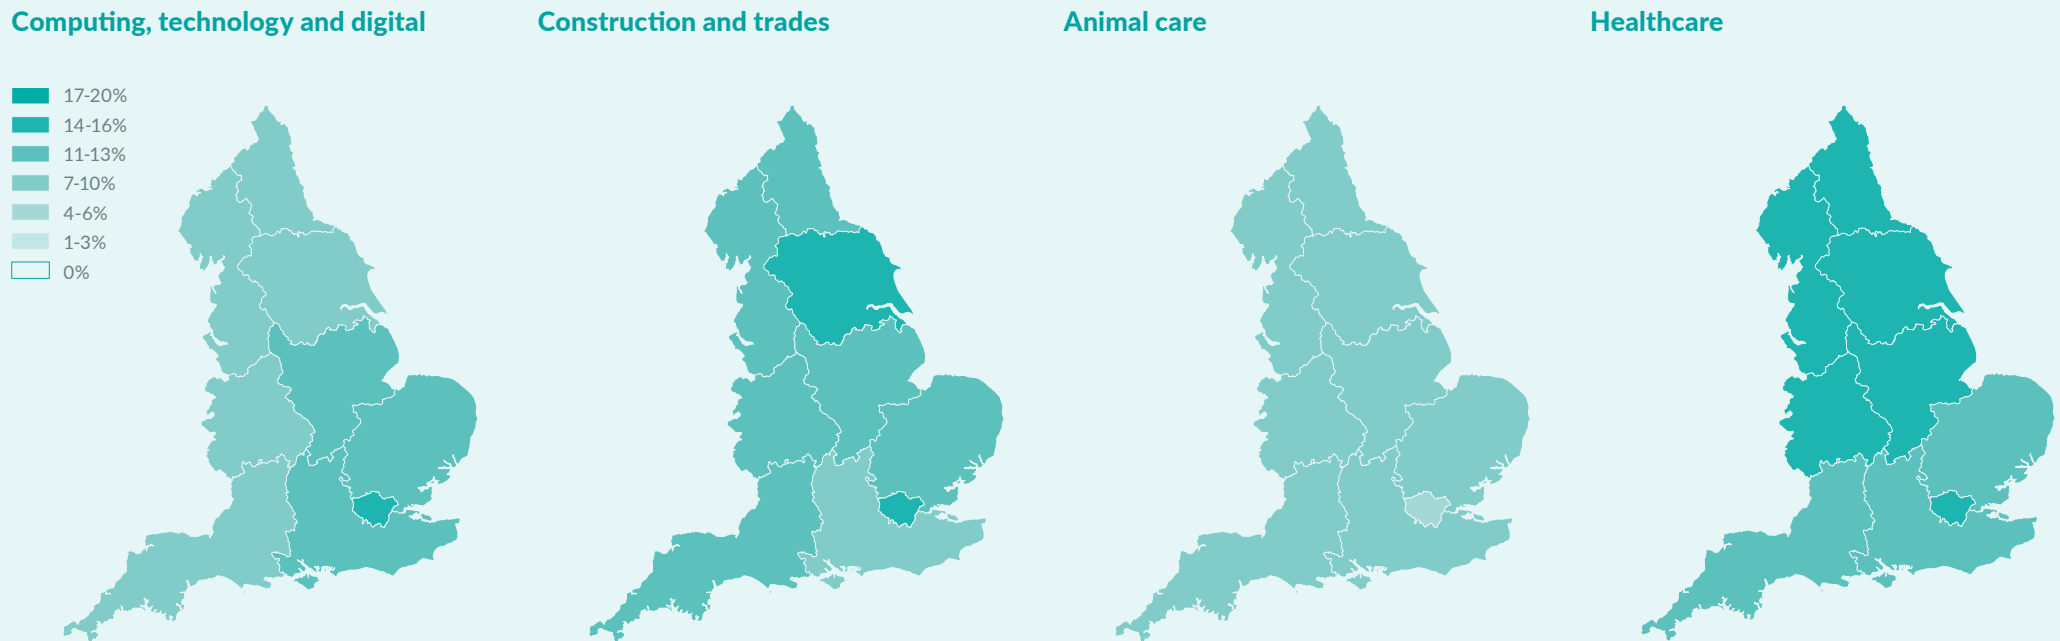 Computing, technology and digital
Construction and trades
Animal care
Healthcare
17-20%
14-16%
11-13%
7-10%
4-6%
1-3%
0%